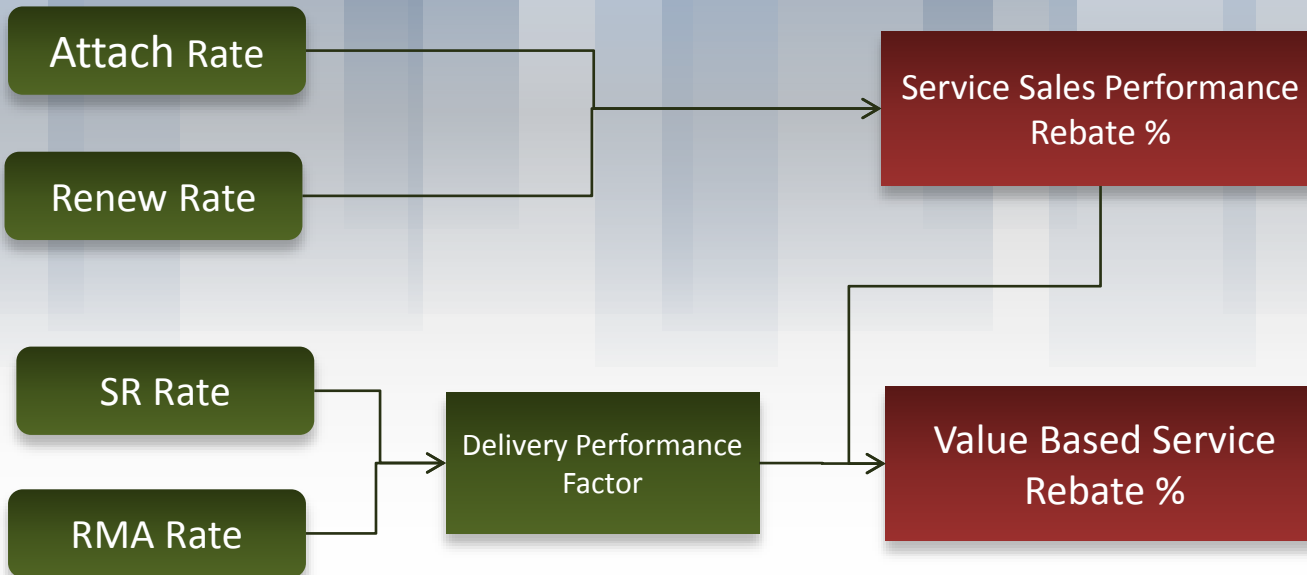 Attach Rate
Service Sales Performance
Rebate %
Renew Rate
SR Rate
Delivery Performance
Factor
Value Based Service
Rebate %
RMA Rate